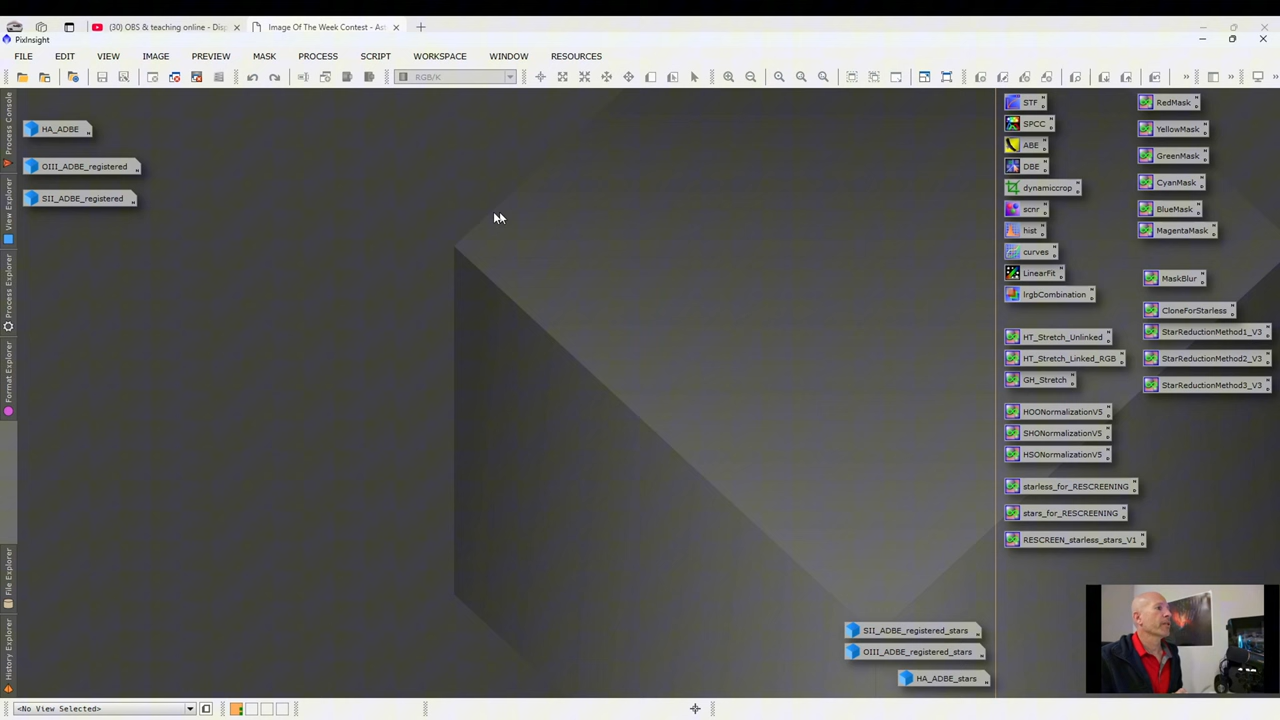 (30) OBS & teaching online - Disp
Image Of The Week Contest - Ast
PixInsight
FILE EDIT VIEW IMAGE PREVIEW MASK PROCESS SCRIPT WORKSPACE WINDOW RESOURCES
RGB/K
Process Console
View Explorer
Process Explorer
Format Explorer
File Explorer
History Explorer
HA_ADBE
OIII_ADBE_registered
SII_ADBE_registered
STF
SPCC
ABE
DBE
dynamiccrop
scnr
hist
curves
LinearFit
lrgbCombination
HT_Stretch_Unlinked
HT_Stretch_Linked_RGB
GH_Stretch
HOONormalizationV5
SHONormalizationV5
HSONormalizationV5
starless_for_RESCREENING
stars_for_RESCREENING
RESCREEN_starless_stars_V1
RedMask
YellowMask
GreenMask
CyanMask
BlueMask
MagentaMask
MaskBlur
CloneForStarless
StarReductionMethod1_V3
StarReductionMethod2_V3
StarReductionMethod3_V3
SII_ADBE_registered_stars
OIII_ADBE_registered_stars
HA_ADBE_stars
<No View Selected>